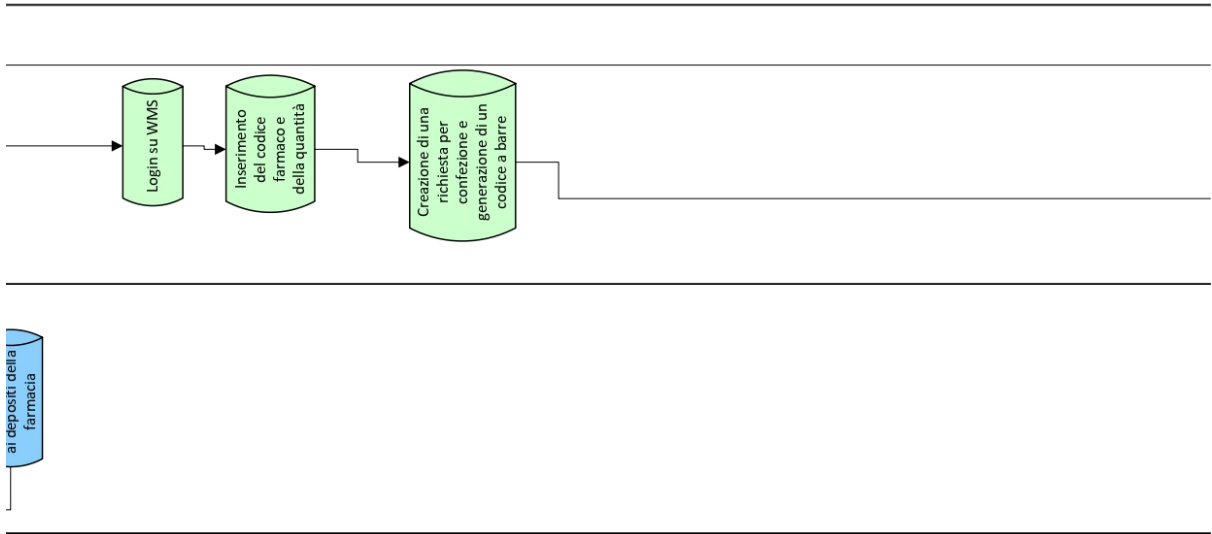 Login su WMS
Inserimento
del codice
farmaco e
della quantità
Creazione di una
richiesta per
confezione e
generazione di un
codice a barre
ai depositi della
farmacia